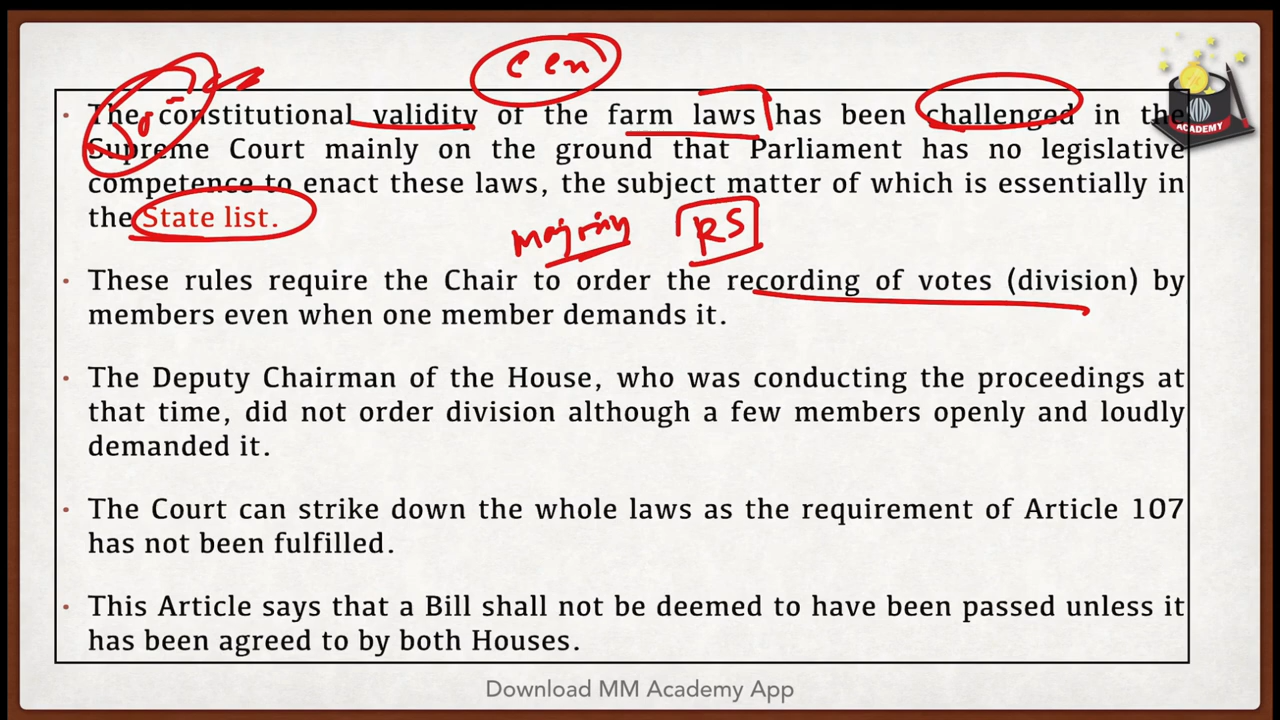 cen
The constitutional validity of the farm laws has been challenged in the
Supreme Court mainly on the ground that Parliament has no legislative
competence to enact these laws, the subject matter of which is essentially in
the State list.
majority RS
These rules require the Chair to order the recording of votes (division) by
members even when one member demands it.
The Deputy Chairman of the House, who was conducting the proceedings at
that time, did not order division although a few members openly and loudly
demanded it.
The Court can strike down the whole laws as the requirement of Article 107
has not been fulfilled.
This Article says that a Bill shall not be deemed to have been passed unless it
has been agreed to by both Houses.
ACADEMY
Download MM Academy App